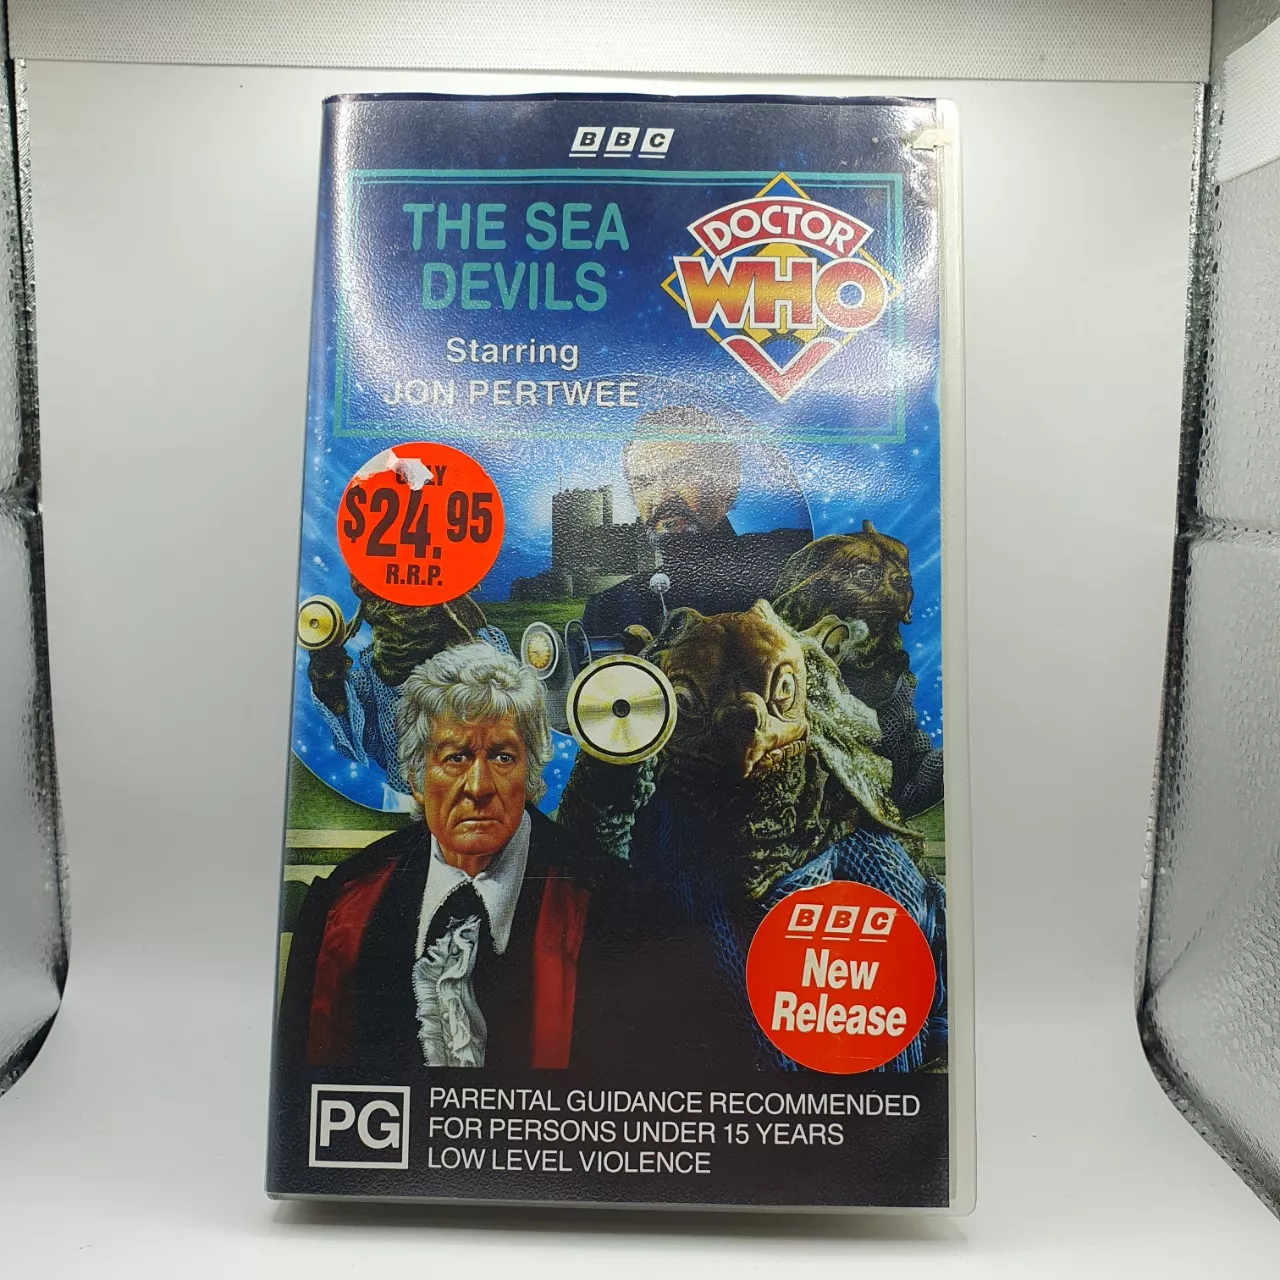 BBC
THE SEA
DEVILS
Starring
JON PERTWEE
DOCTOR
WHO
$24.95
R.R.P.
BBC
New
Release
PG
PARENTAL GUIDANCE RECOMMENDED
FOR PERSONS UNDER 15 YEARS
LOW LEVEL VIOLENCE